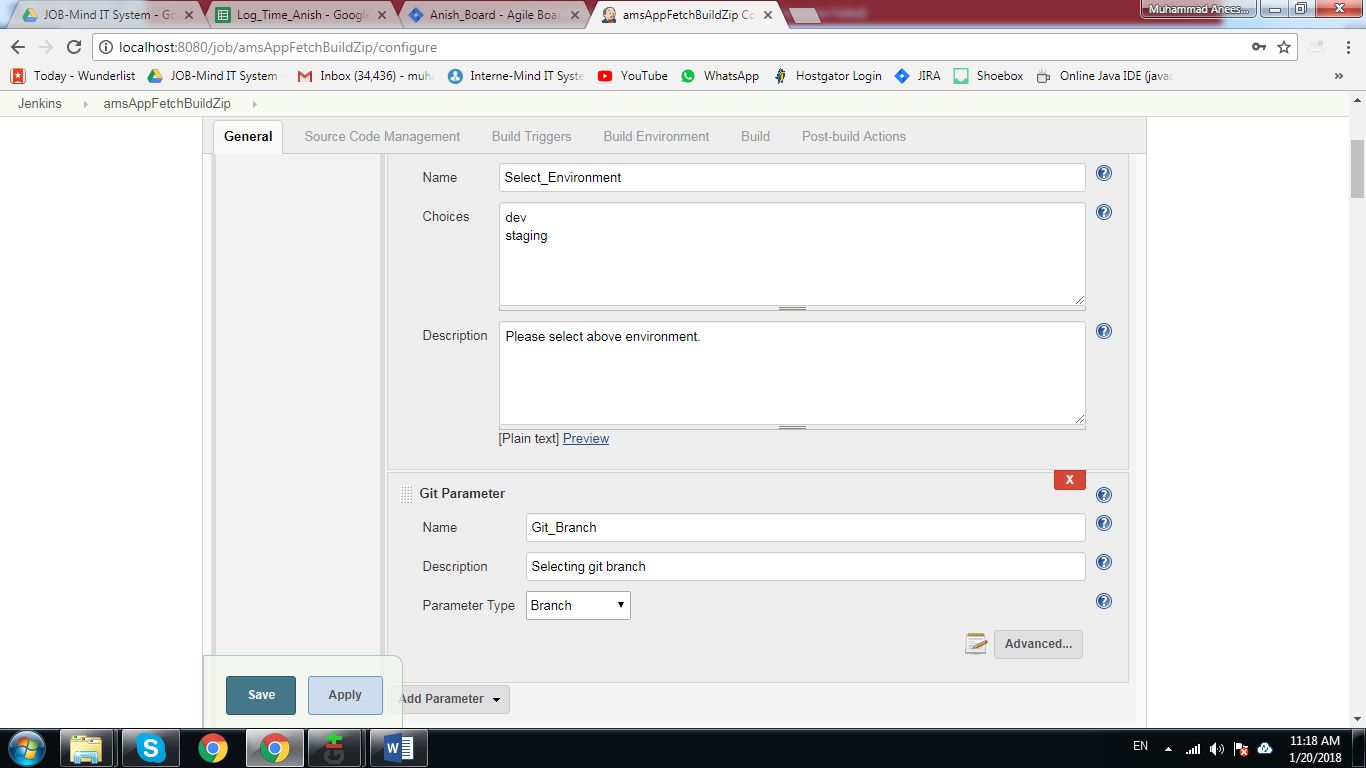 JOB-Mind IT System - Go
Log_Time_Anish - Google
Anish_Board - Agile Boar
amsAppFetchBuildZip Co
Muhammad Anees...
localhost:8080/job/amsAppFetchBuildZip/configure
Today - Wunderlist
JOB-Mind IT System
Inbox (34,436) - muh
Interne-Mind IT Syste
YouTube
WhatsApp
Hostgator Login
JIRA
Shoebox
Online Java IDE (javac
»
Jenkins
amsAppFetchBuildZip
General
Source Code Management
Build Triggers
Build Environment
Build
Post-build Actions
Name
Select_Environment
Choices
dev
staging
Description
Please select above environment.
[Plain text] Preview
X
Git Parameter
Name
Git_Branch
Description
Selecting git branch
Parameter Type
Branch
Advanced...
Save
Apply
Add Parameter
EN
11:18 AM
1/20/2018